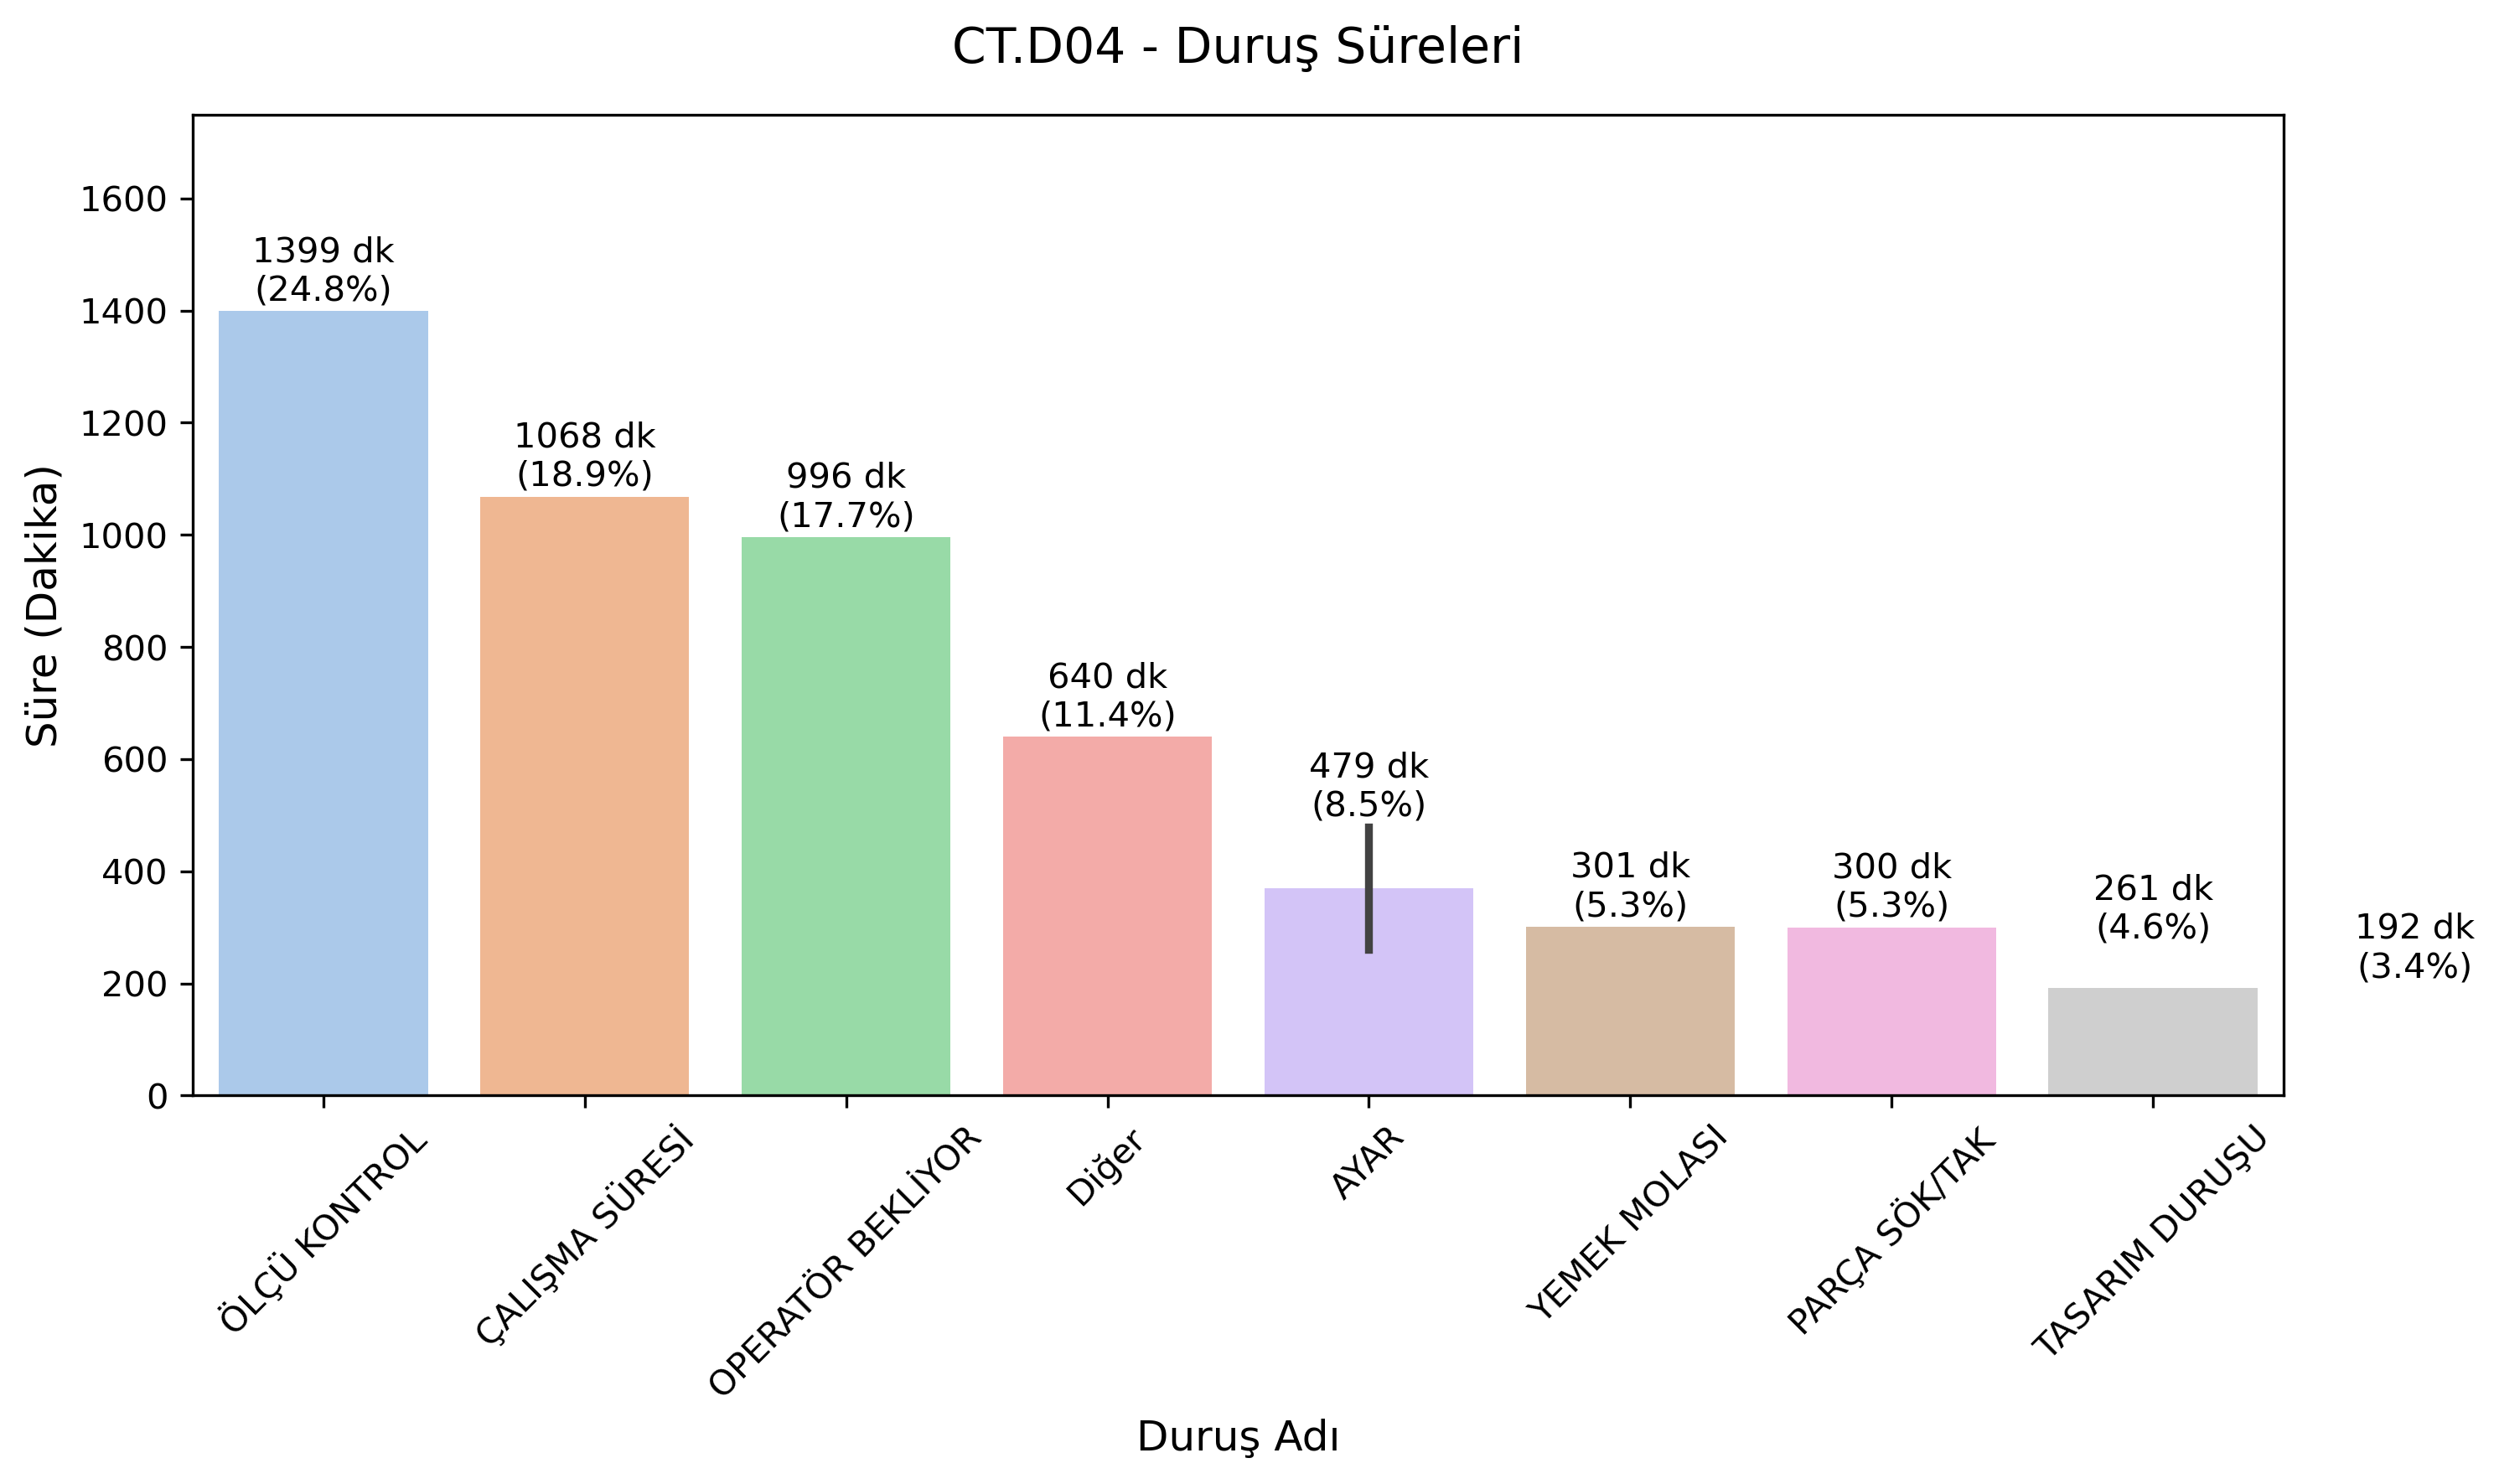 CT.D04 - Duruş Süreleri
Süre (Dakika)
1600
1400
1200
1000
800
600
400
200
0
1399 dk
(24.8%)
1068 dk
(18.9%)
996 dk
(17.7%)
640 dk
(11.4%)
479 dk
(8.5%)
301 dk
(5.3%)
300 dk
(5.3%)
261 dk
(4.6%)
192 dk
(3.4%)
ÖLÇÜ KONTROL
ÇALIŞMA SÜRESİ
OPERATÖR BEKLİYOR
Diğer
AYAR
YEMEK MOLASI
PARÇA SÖK/TAK
TASARIM DURUŞU
Duruş Adı